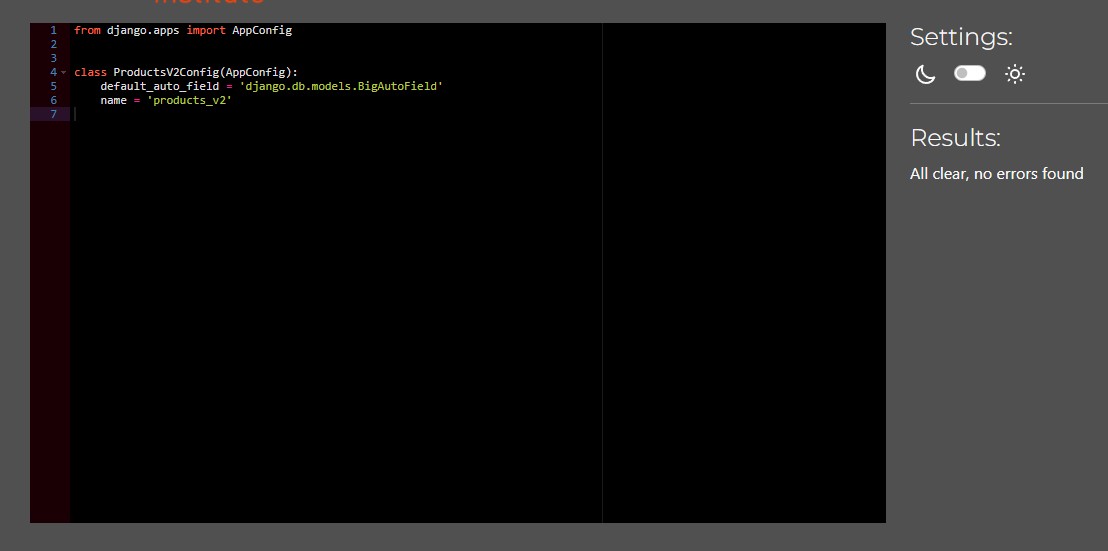 1 from django.apps import AppConfig
2
3
4 class ProductsV2Config(AppConfig):
5     default_auto_field = 'django.db.models.BigAutoField'
6     name = 'products_v2'
7
Settings:
Results:
All clear, no errors found